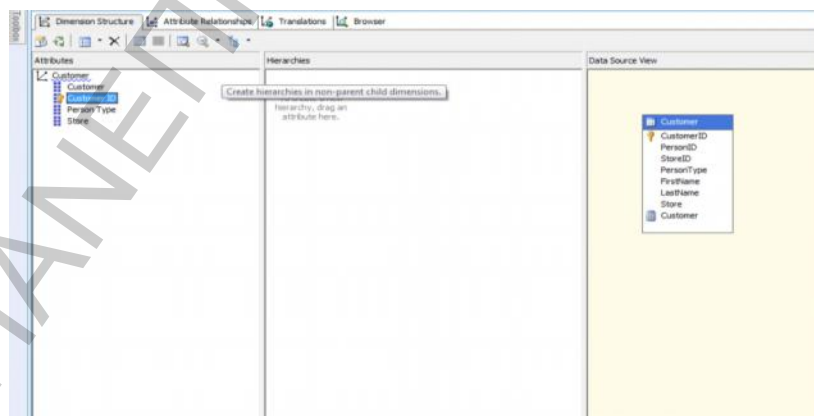 Toolbox
Dimension Structure Attribute Relationships Translations Browser
Attributes
Hierarchies
Data Source View
Customer
Customer
Customer ID
Person Type
Store
Create hierarchies in non-parent child dimensions.
hierarchy, drag an
attribute here.
Customer
CustomerID
PersonID
StoreID
PersonType
FirstName
LastName
Store
Customer